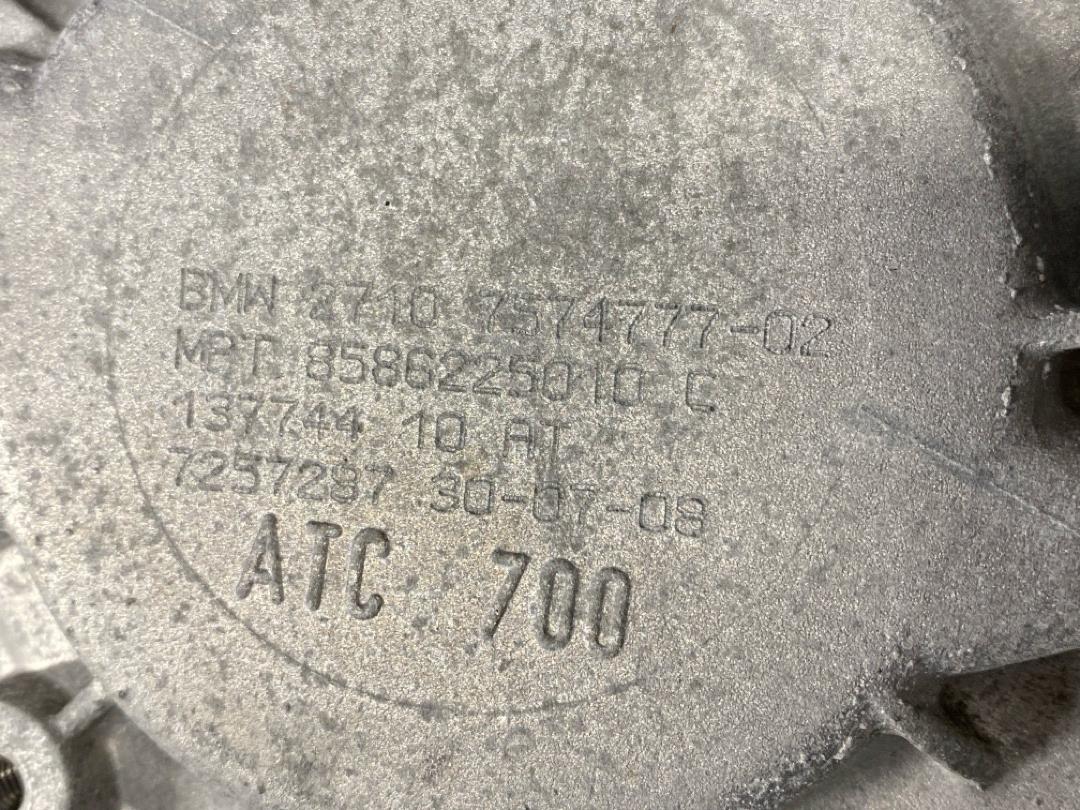 BMW 2710 7574777-02
MPT 8586225010 C
137744 10 AT
7257287 30-07-08
ATC 700